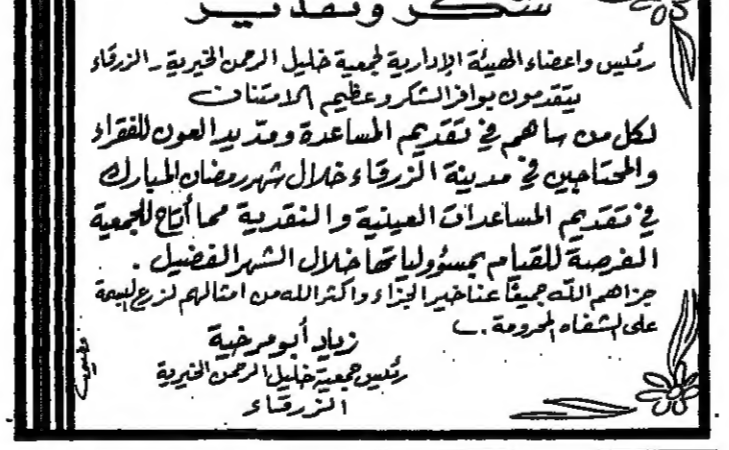 شكر وتقدير
رئيس واعضاء الهيئة الإدارية لجمعية خليل الرحمن الخيرية - الزرقاء
يتقدمون بوافر الشكر وعظيم الامتنان
لكل من ساهم في تقديم المساعدة ومدّ يد العون للفقراء
والمحتاجين في مدينة الزرقاء خلال شهر رمضان المبارك
في تقديم المساعدات العينية والنقدية مما أتاح للجمعية
الفرصة للقيام بمسؤولياتها خلال الشهر الفضيل .
جزاهم الله جميعًا عنا خير الجزاء واكثر الله من امثالهم لزرع البسمة
على الشفاه المحرومة .
زياد أبو مرخية
رئيس جمعية خليل الرحمن الخيرية
الزرقاء